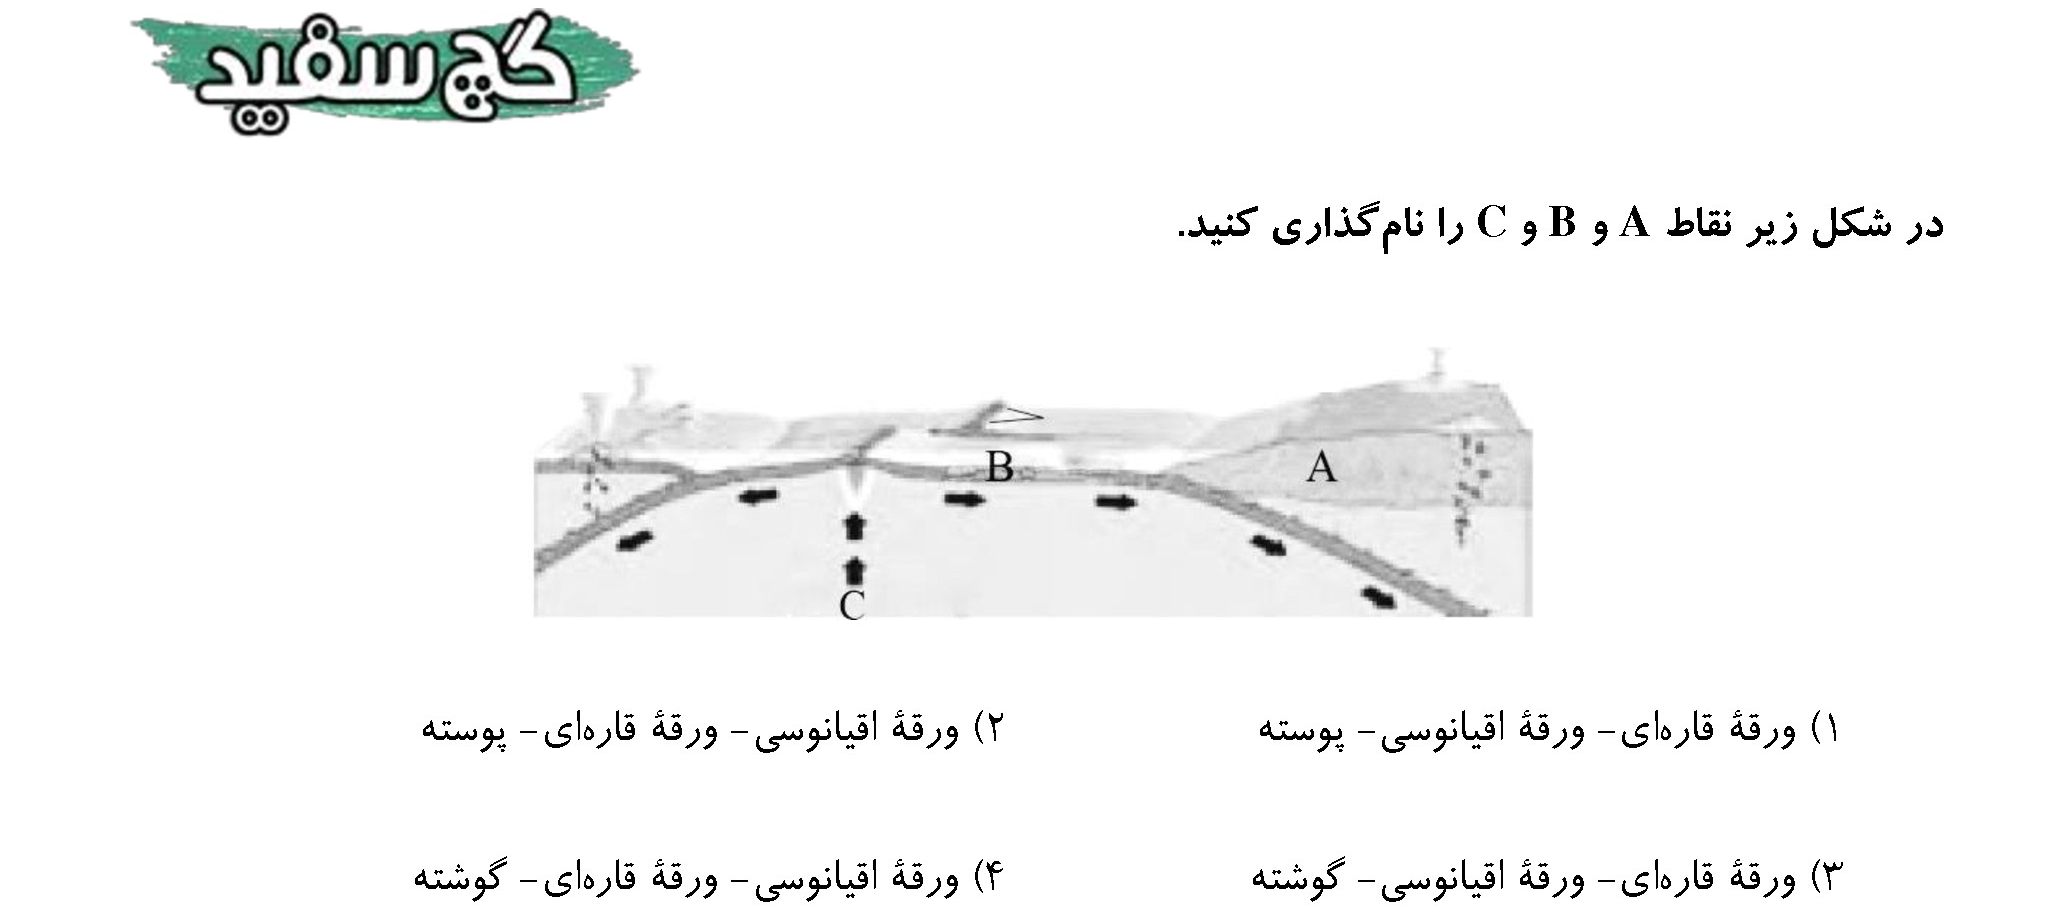 گچ سفید
در شکل زیر نقاط A و B و C را نام‌گذاری کنید.
B
A
C
۱) ورقهٔ قاره‌ای- ورقهٔ اقیانوسی- پوسته
۲) ورقهٔ اقیانوسی- ورقهٔ قاره‌ای- پوسته
۳) ورقهٔ قاره‌ای- ورقهٔ اقیانوسی- گوشته
۴) ورقهٔ اقیانوسی- ورقهٔ قاره‌ای- گوشته